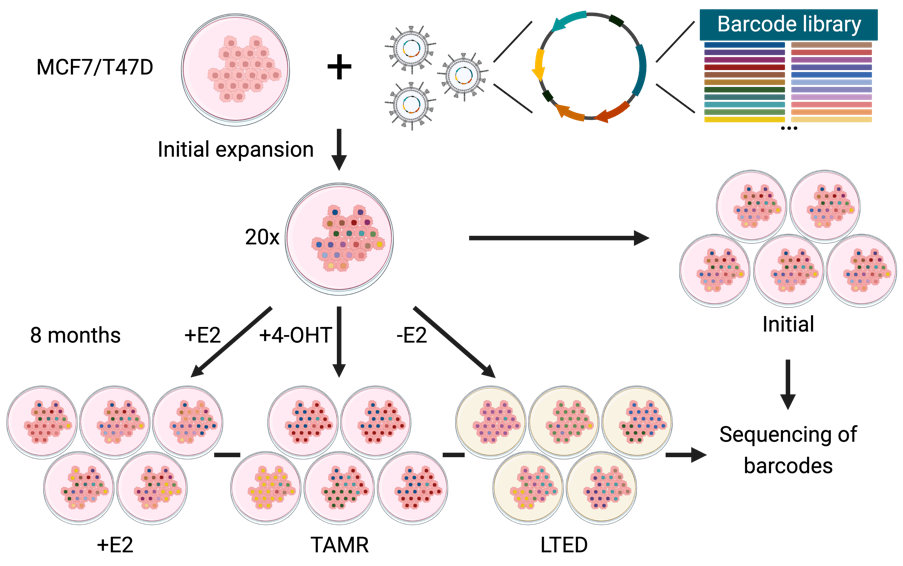 Barcode library
MCF7/T47D
+
...
Initial expansion
20x
Initial
8 months
+E2
+4-OHT
-E2
Sequencing of
barcodes
+E2
TAMR
LTED